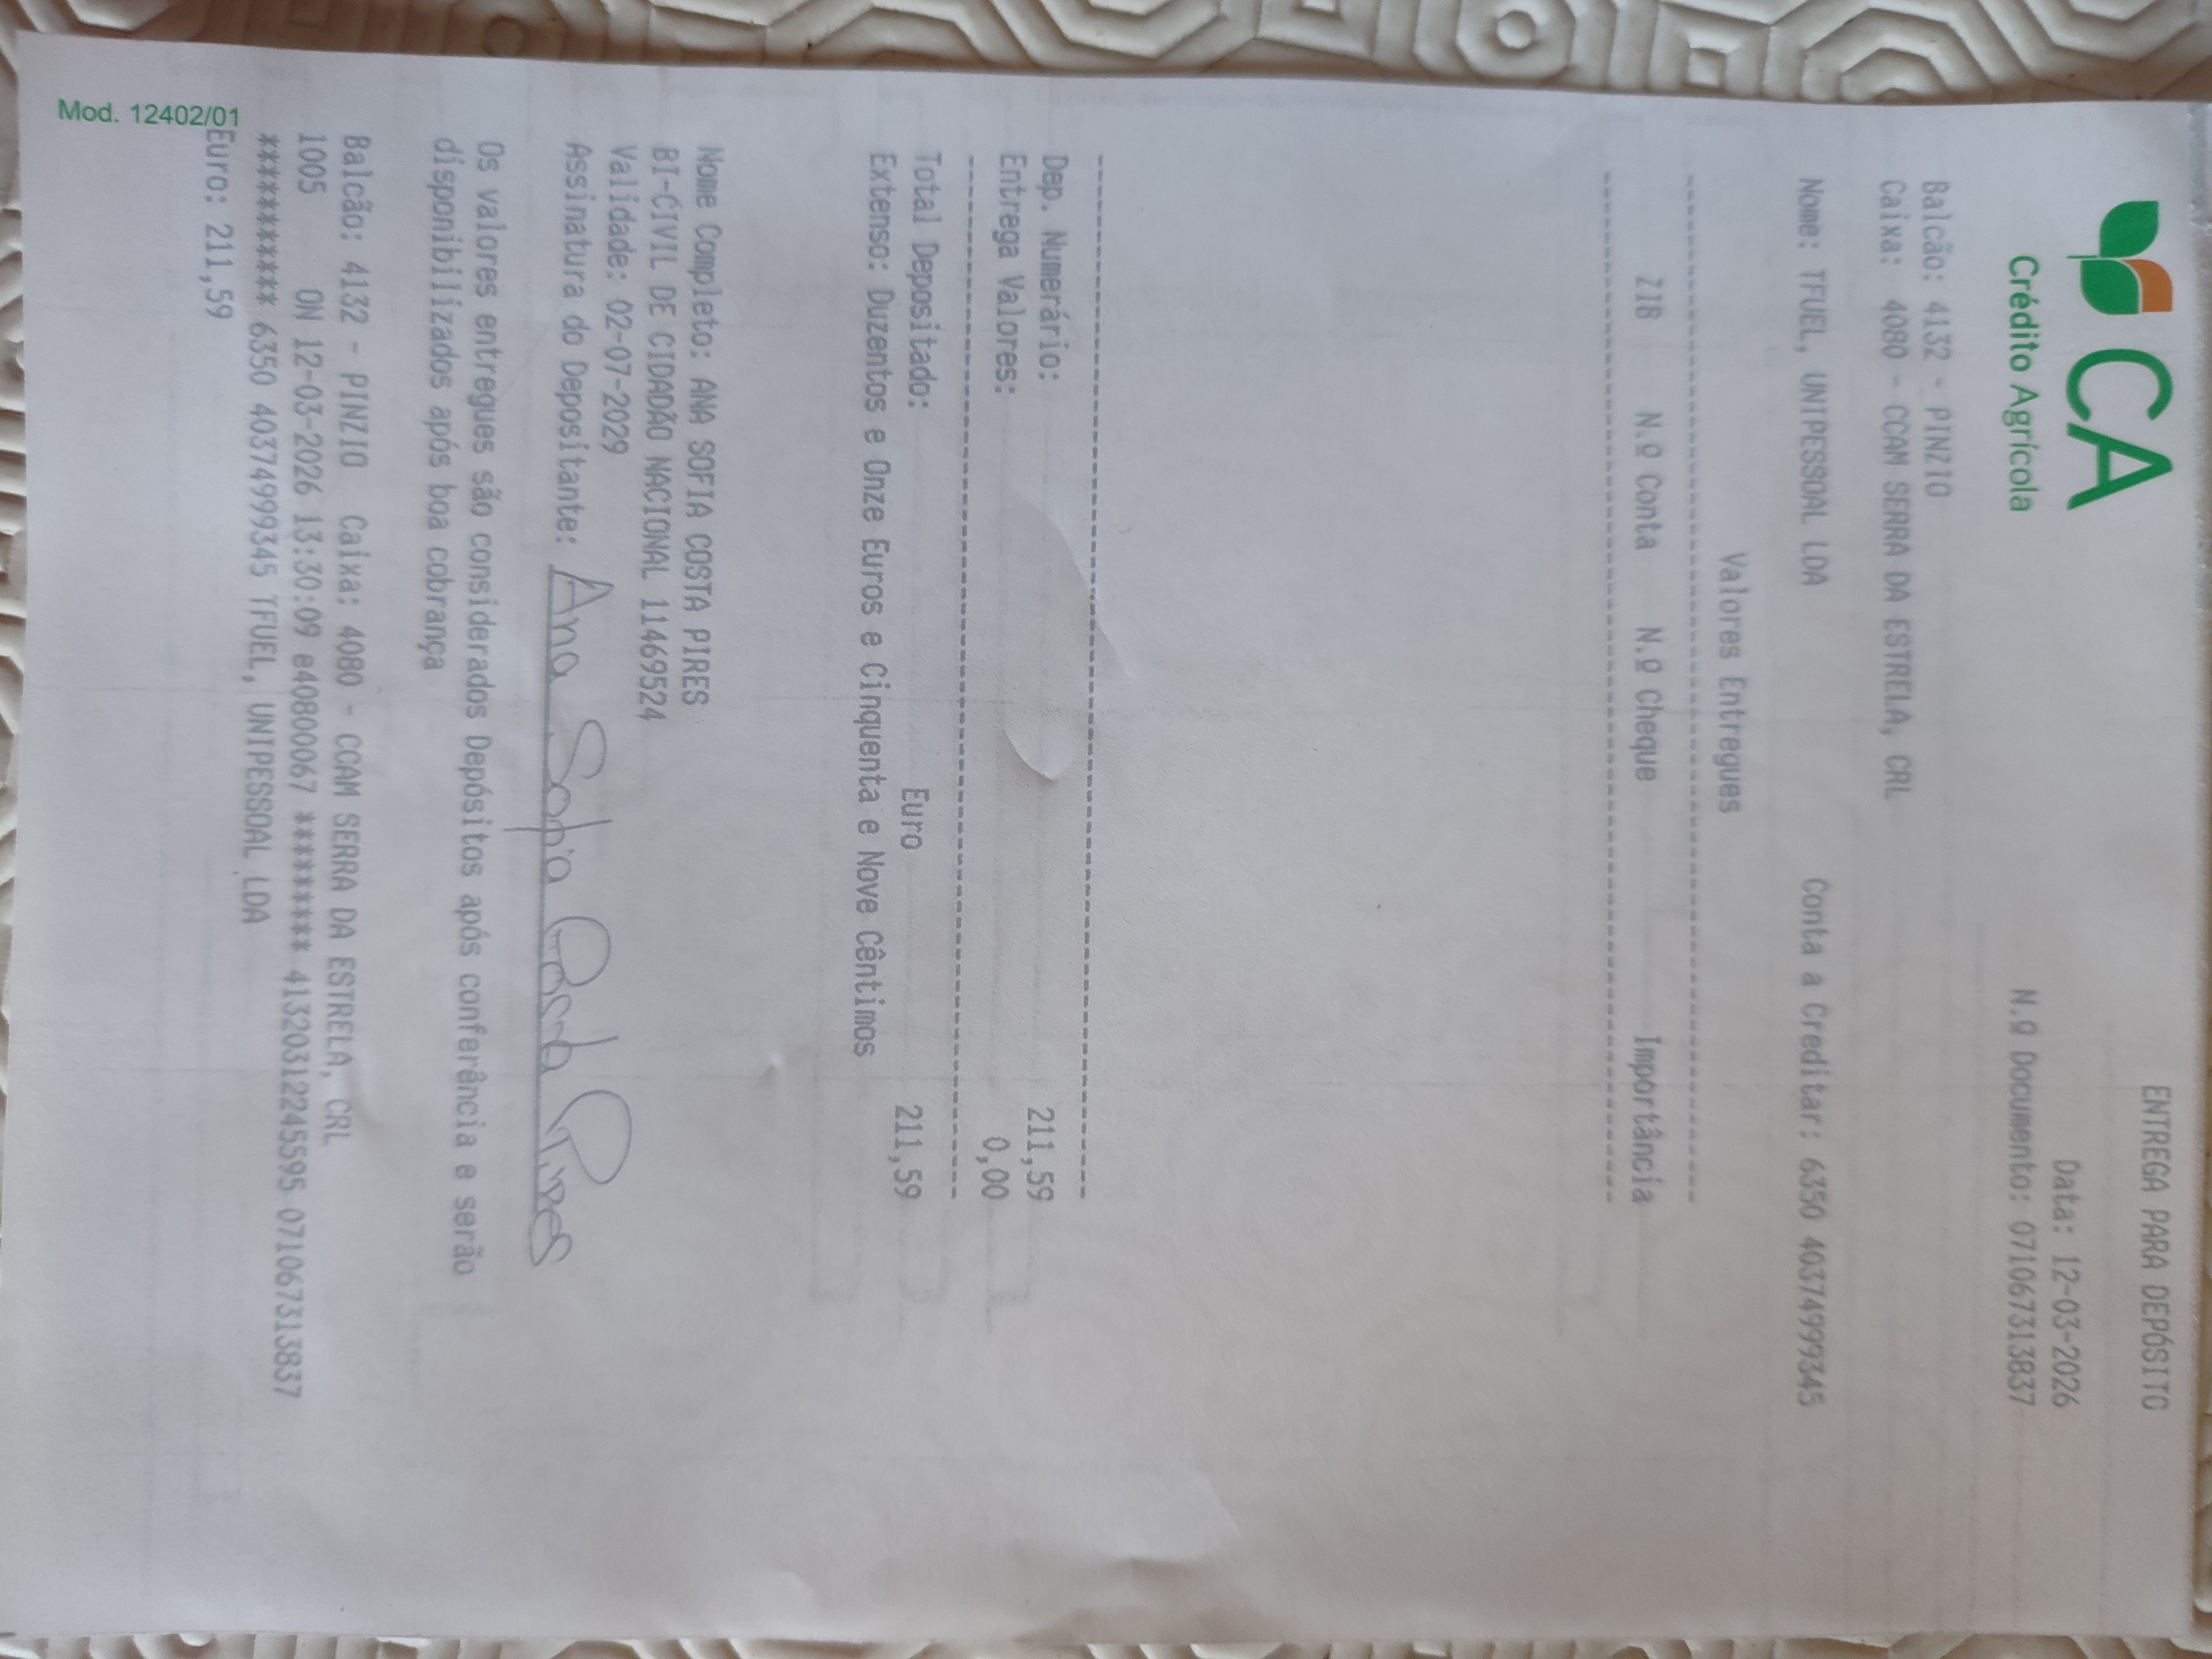 CA
Crédito Agrícola
ENTREGA PARA DEPÓSITO
Data: 12-03-2026
N.º Documento: 071067313837
Balcão: 4132 - PINZIO
Caixa: 4080 - CCAM SERRA DA ESTRELA, CRL
Nome: TFUEL, UNIPESSOAL LDA Conta a Creditar: 6350 40374999345
Valores Entregues
ZIB N.º Conta N.º Cheque Importância
Dep. Numerário: 211,59
Entrega Valores: 0,00
Total Depositado: Euro 211,59
Extenso: Duzentos e Onze Euros e Cinquenta e Nove Cêntimos
Nome Completo: ANA SOFIA COSTA PIRES
BI-CIVIL DE CIDADÃO NACIONAL 11469524
Validade: 02-07-2029
Assinatura do Depositante: Ana Sofia Costa Pires
Os valores entregues são considerados Depósitos após conferência e serão
disponibilizados após boa cobrança
Balcão: 4132 - PINZIO Caixa: 4080 - CCAM SERRA DA ESTRELA, CRL
1005 ON 12-03-2026 13:30:09 e40800067 ********* 41320312245595 071067313837
*********** 6350 40374999345 TFUEL, UNIPESSOAL LDA
Euro: 211,59
Mod. 12402/01